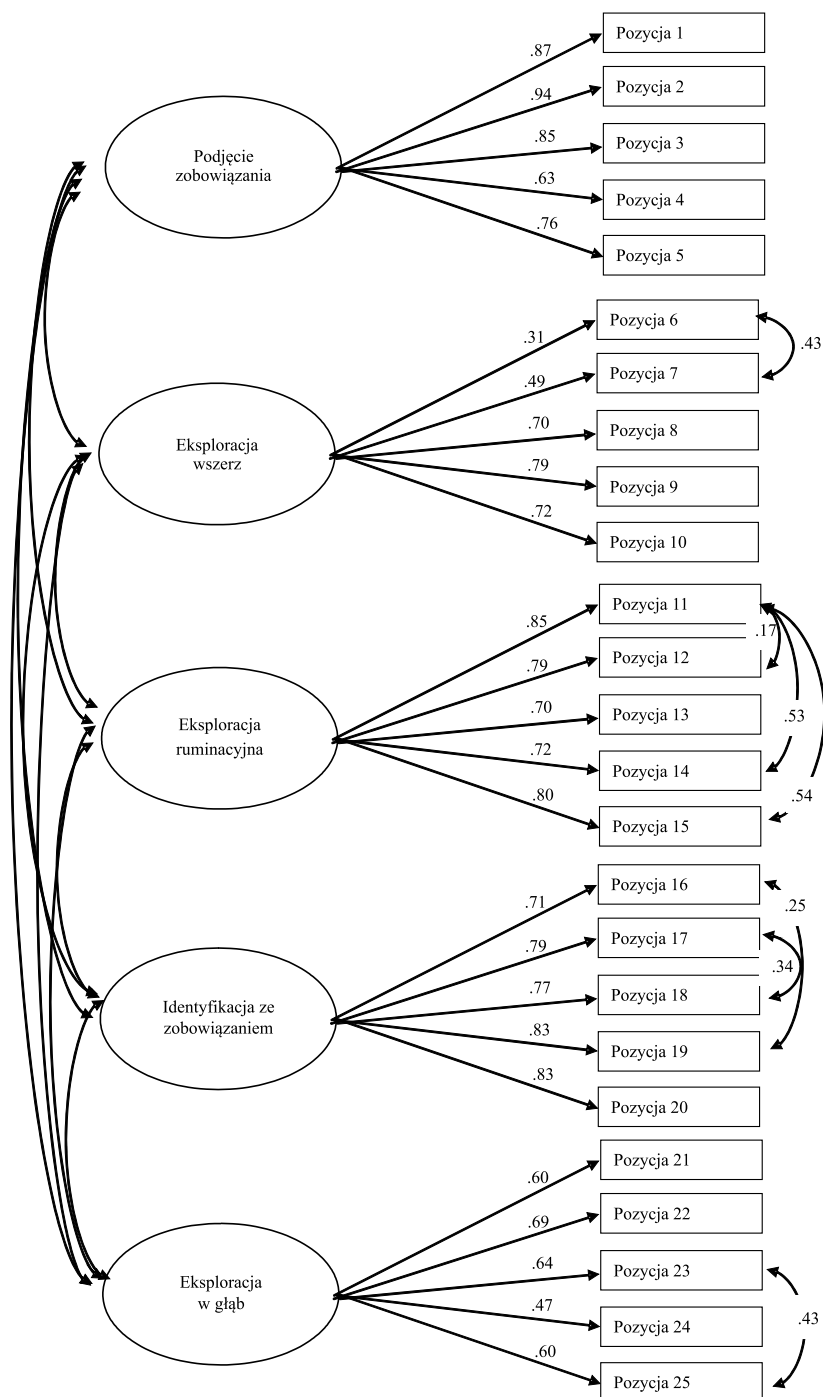 .87
Pozycja 1
.94
Pozycja 2
.85
Pozycja 3
.63
Pozycja 4
.76
Pozycja 5
Podjęcie
zobowiązania
.31
Pozycja 6
.49
Pozycja 7
.43
.70
Pozycja 8
.79
Pozycja 9
.72
Pozycja 10
Eksploracja
wszerz
.85
Pozycja 11
.17
.79
Pozycja 12
.70
Pozycja 13
.53
.72
Pozycja 14
.54
.80
Pozycja 15
Eksploracja
ruminacyjna
.71
Pozycja 16
.25
.79
Pozycja 17
.34
.77
Pozycja 18
.83
Pozycja 19
.83
Pozycja 20
Identyfikacja ze
zobowiązaniem
.60
Pozycja 21
.69
Pozycja 22
.64
Pozycja 23
.43
.47
Pozycja 24
.60
Pozycja 25
Eksploracja
w głąb